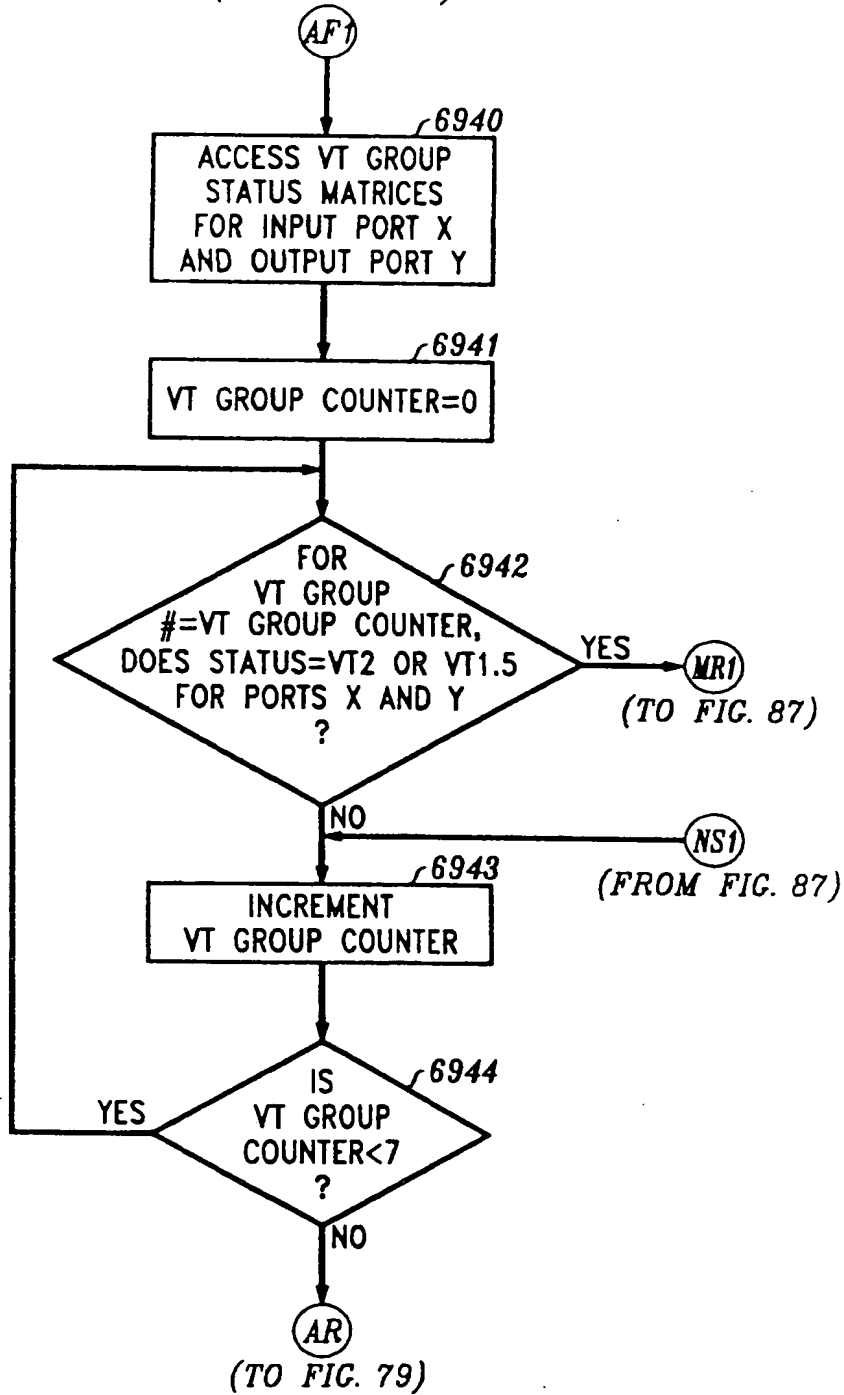 AF1
6940
ACCESS VT GROUP
STATUS MATRICES
FOR INPUT PORT X
AND OUTPUT PORT Y
6941
VT GROUP COUNTER=0
6942
FOR
VT GROUP
#=VT GROUP COUNTER,
DOES STATUS=VT2 OR VT1.5
FOR PORTS X AND Y
?
YES
MR1
(TO FIG. 87)
NO
NS1
(FROM FIG. 87)
6943
INCREMENT
VT GROUP COUNTER
6944
IS
VT GROUP
COUNTER<7
?
YES
NO
AR
(TO FIG. 79)